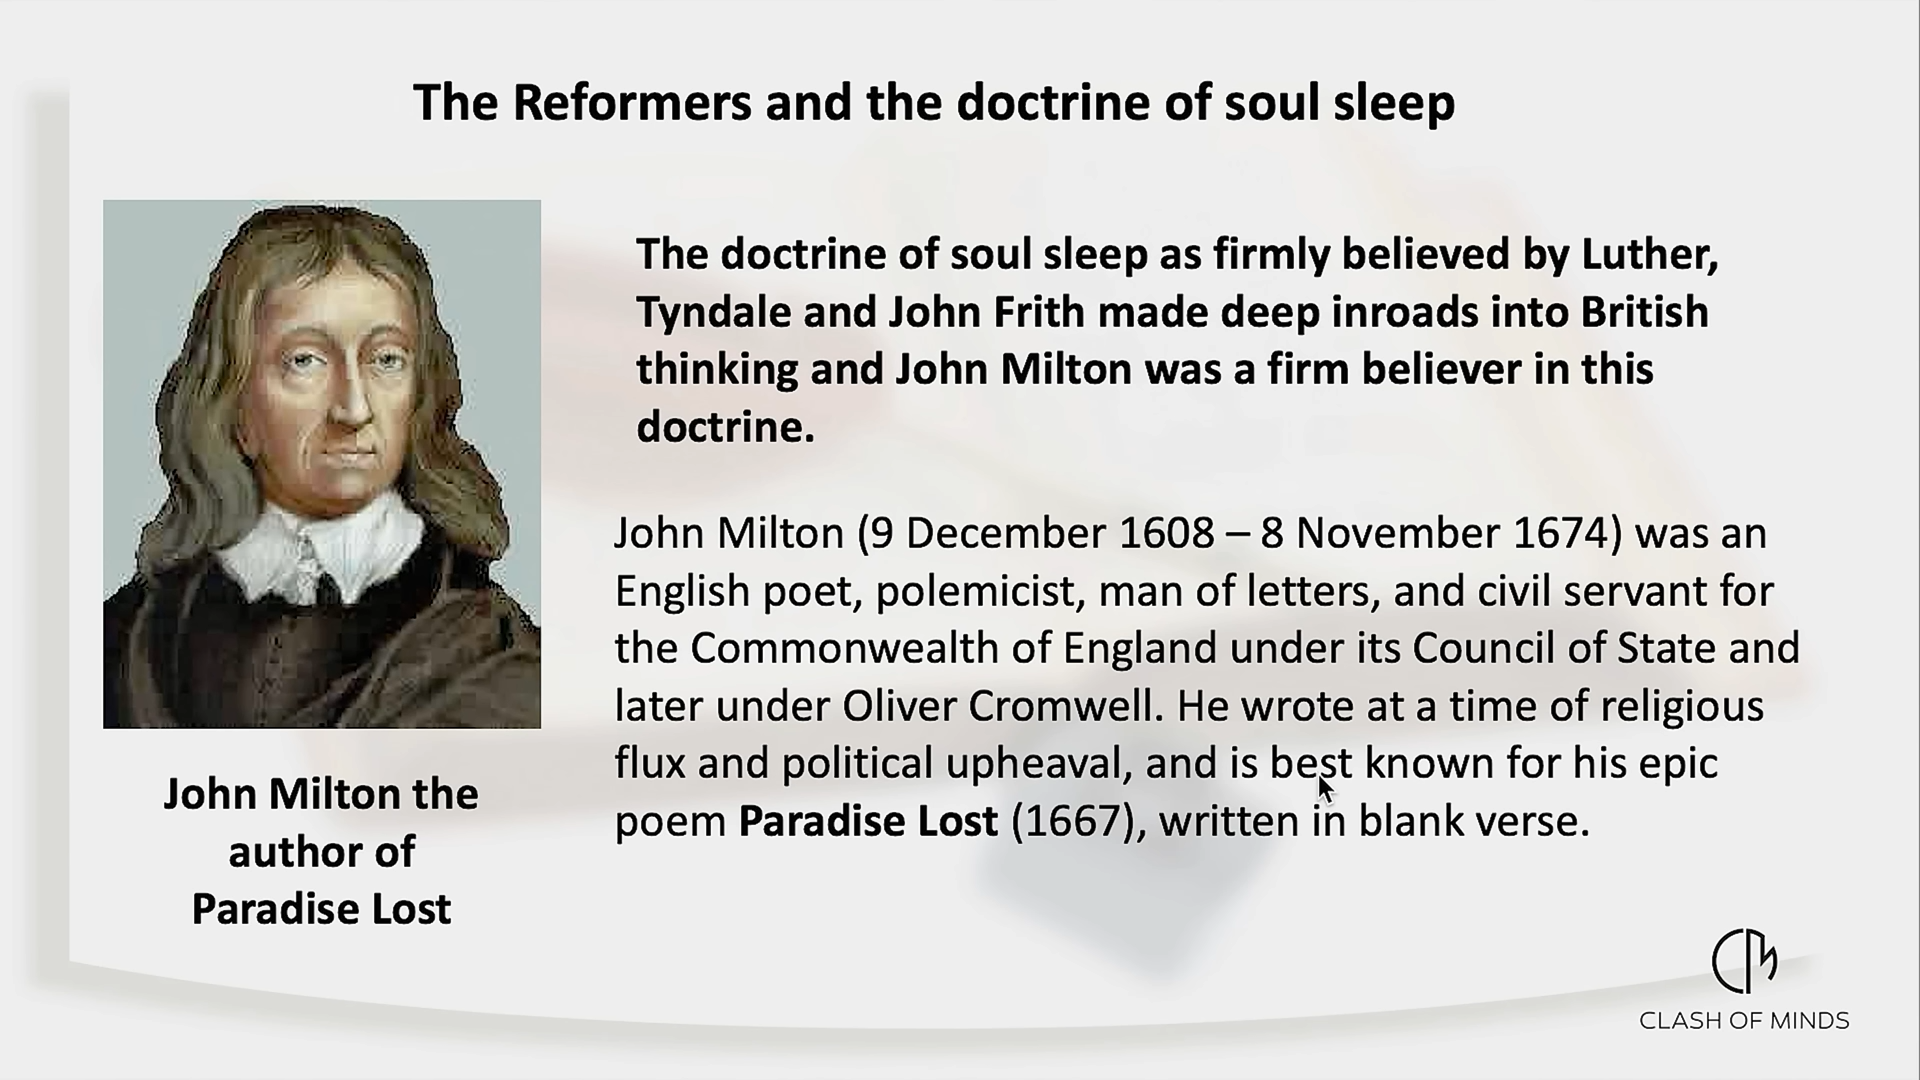 The Reformers and the doctrine of soul sleep
The doctrine of soul sleep as firmly believed by Luther,
Tyndale and John Frith made deep inroads into British
thinking and John Milton was a firm believer in this
doctrine.
John Milton (9 December 1608 – 8 November 1674) was an
English poet, polemicist, man of letters, and civil servant for
the Commonwealth of England under its Council of State and
later under Oliver Cromwell. He wrote at a time of religious
flux and political upheaval, and is best known for his epic
poem Paradise Lost (1667), written in blank verse.
John Milton the
author of
Paradise Lost
CLASH OF MINDS